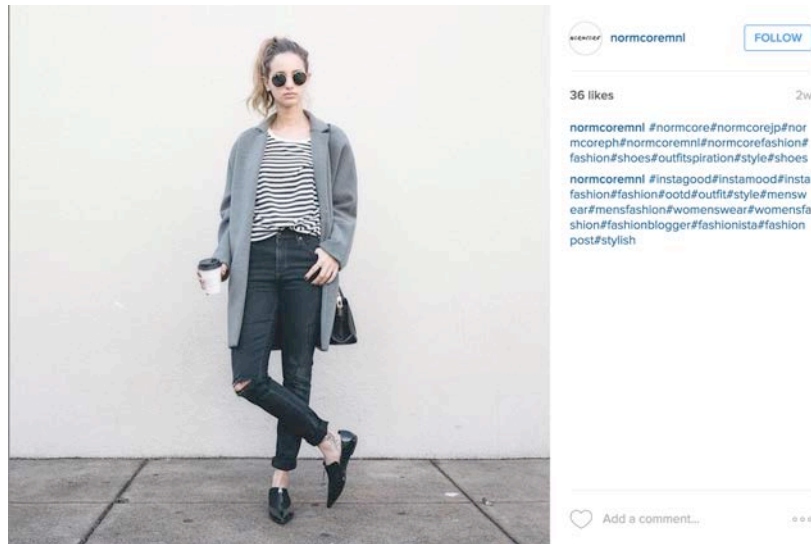 normcoremnl
FOLLOW
36 likes
2w
normcoremnl #normcore#normcorejp#nor
mcoreph#normcoremnl#normcorefashion#
fashion#shoes#outfitspiration#style#shoes
normcoremnl #instagood#instamood#insta
fashion#fashion#ootd#outfit#style#mensw
ear#mensfashion#womenswear#womensfa
shion#fashionblogger#fashionista#fashion
post#stylish
Add a comment...